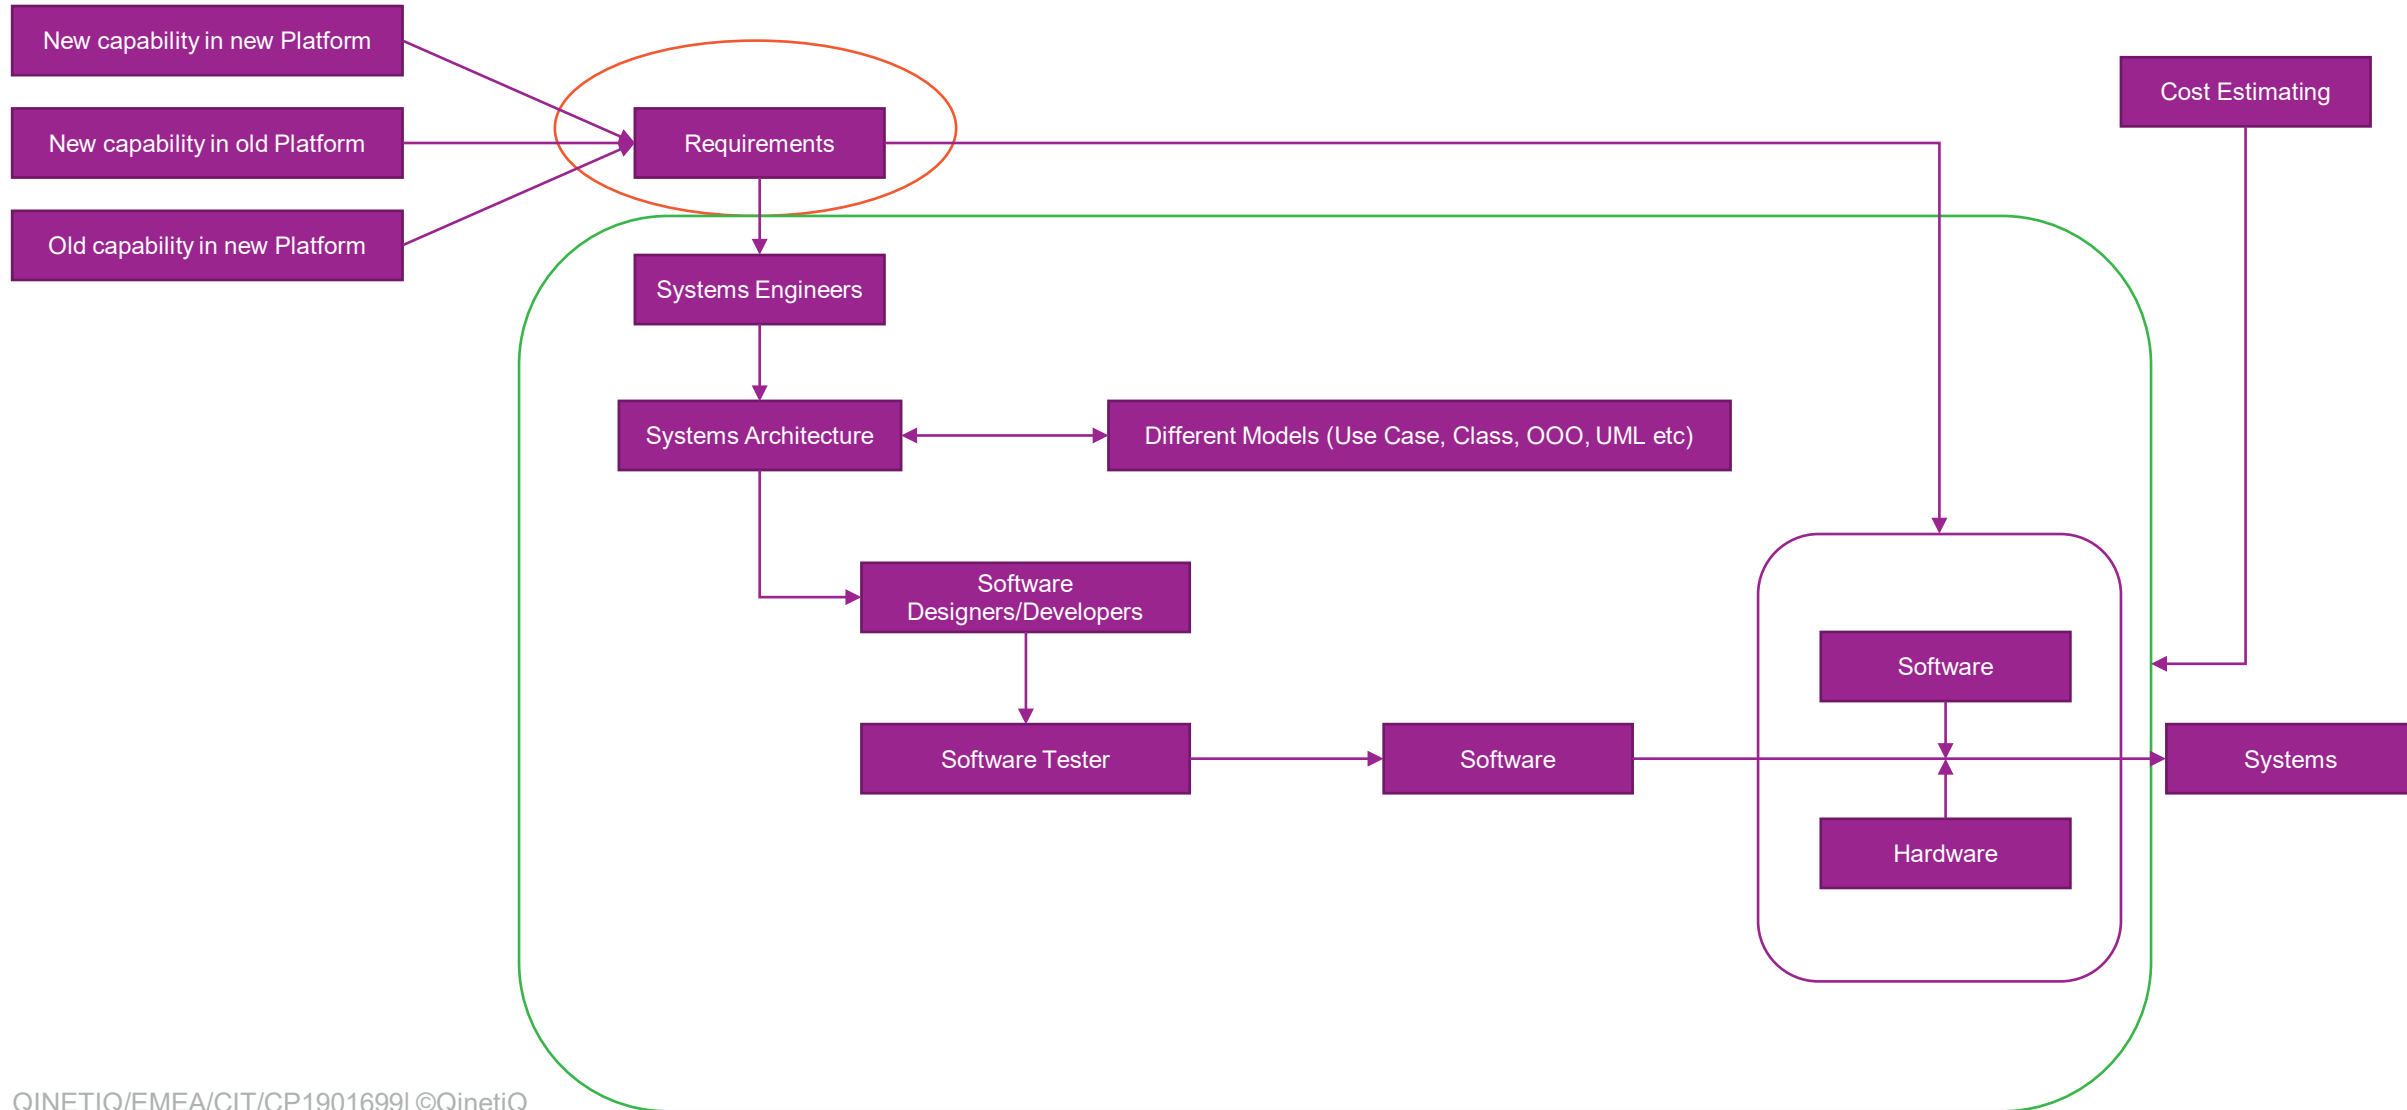 New capability in new Platform
New capability in old Platform
Old capability in new Platform
Requirements
Cost Estimating
Systems Engineers
Systems Architecture
Different Models (Use Case, Class, OOO, UML etc)
Software
Designers/Developers
Software Tester
Software
Software
Hardware
Systems
QINETIQ/EMEA/CIT/CP1901699| ©QinetiQ